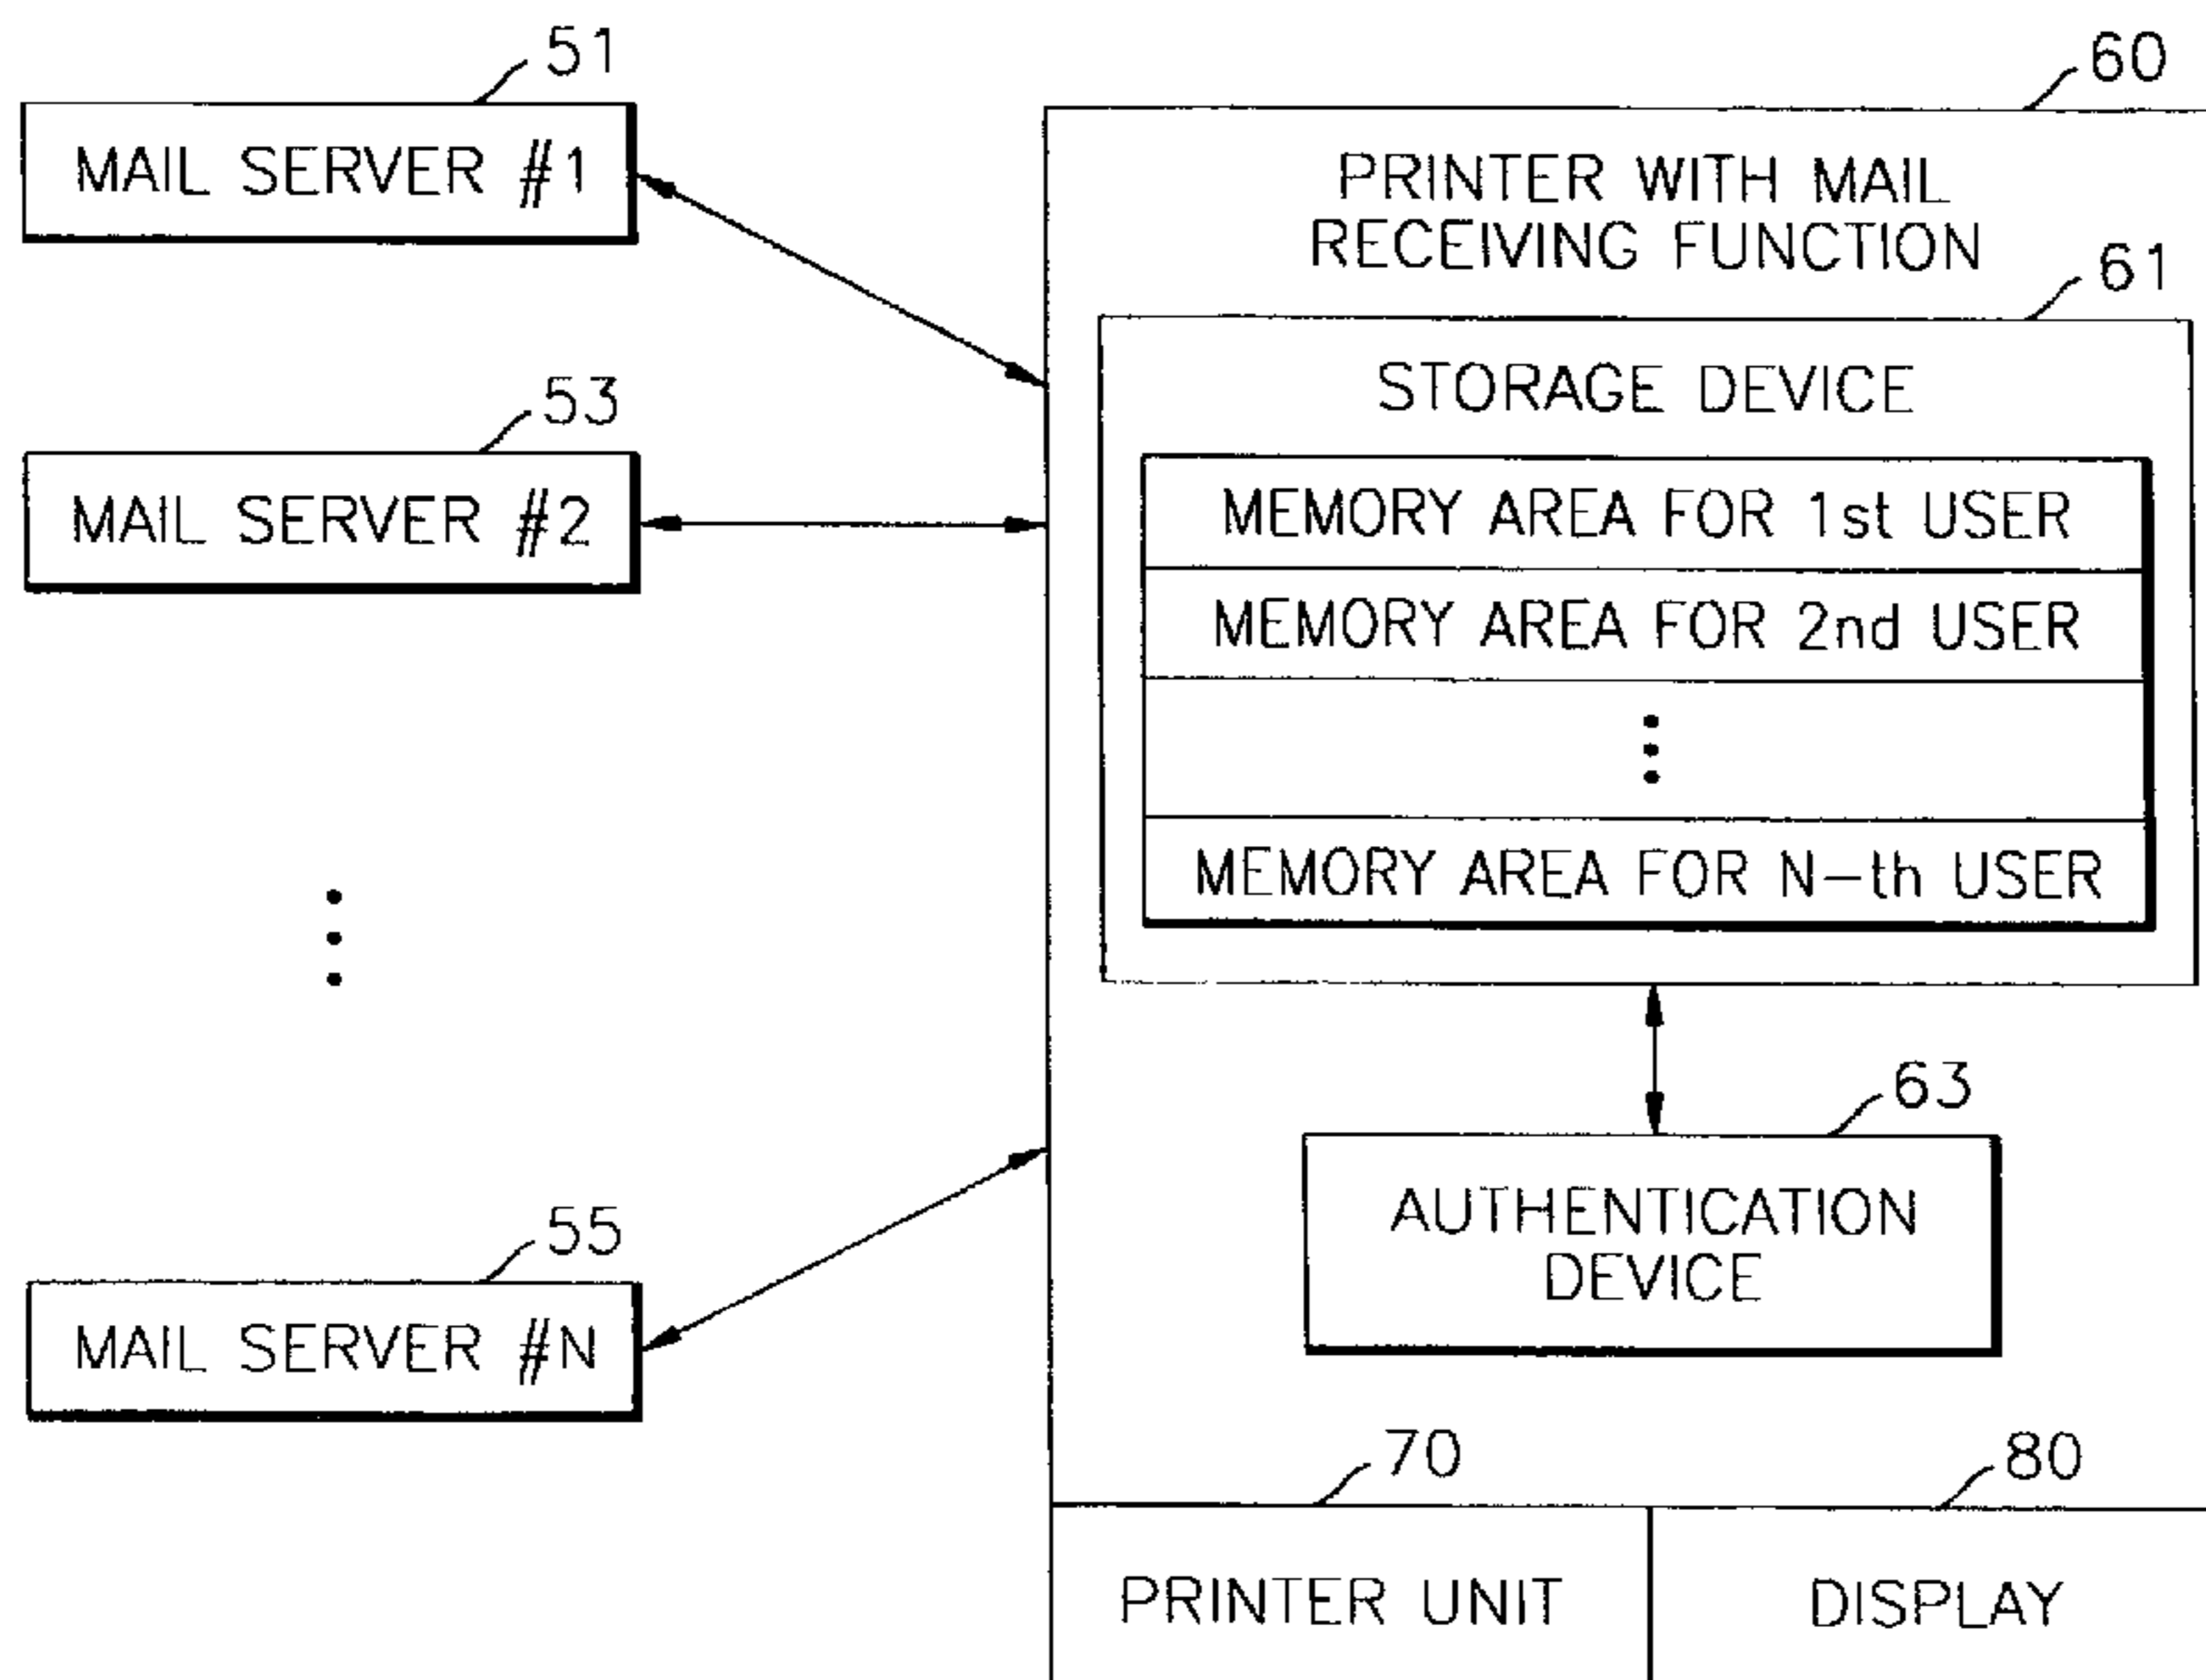 51
MAIL SERVER #1
53
MAIL SERVER #2
55
MAIL SERVER #N
60
PRINTER WITH MAIL
RECEIVING FUNCTION
61
STORAGE DEVICE
MEMORY AREA FOR 1st USER
MEMORY AREA FOR 2nd USER
MEMORY AREA FOR N-th USER
63
AUTHENTICATION
DEVICE
70
PRINTER UNIT
80
DISPLAY